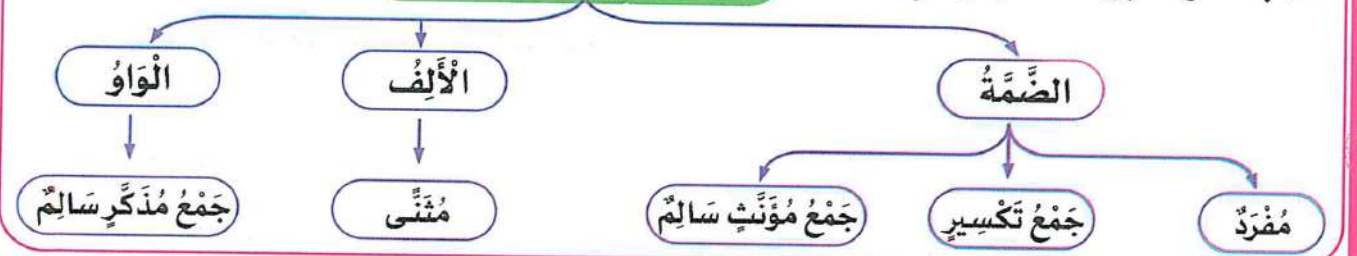 الضَّمَّةُ الْأَلِفُ الْوَاوُ
مُفْرَدٌ جَمْعُ تَكْسِيرٍ جَمْعُ مُؤَنَّثٍ سَالِمٌ مُثَنًّى جَمْعُ مُذَكَّرٍ سَالِمٌ